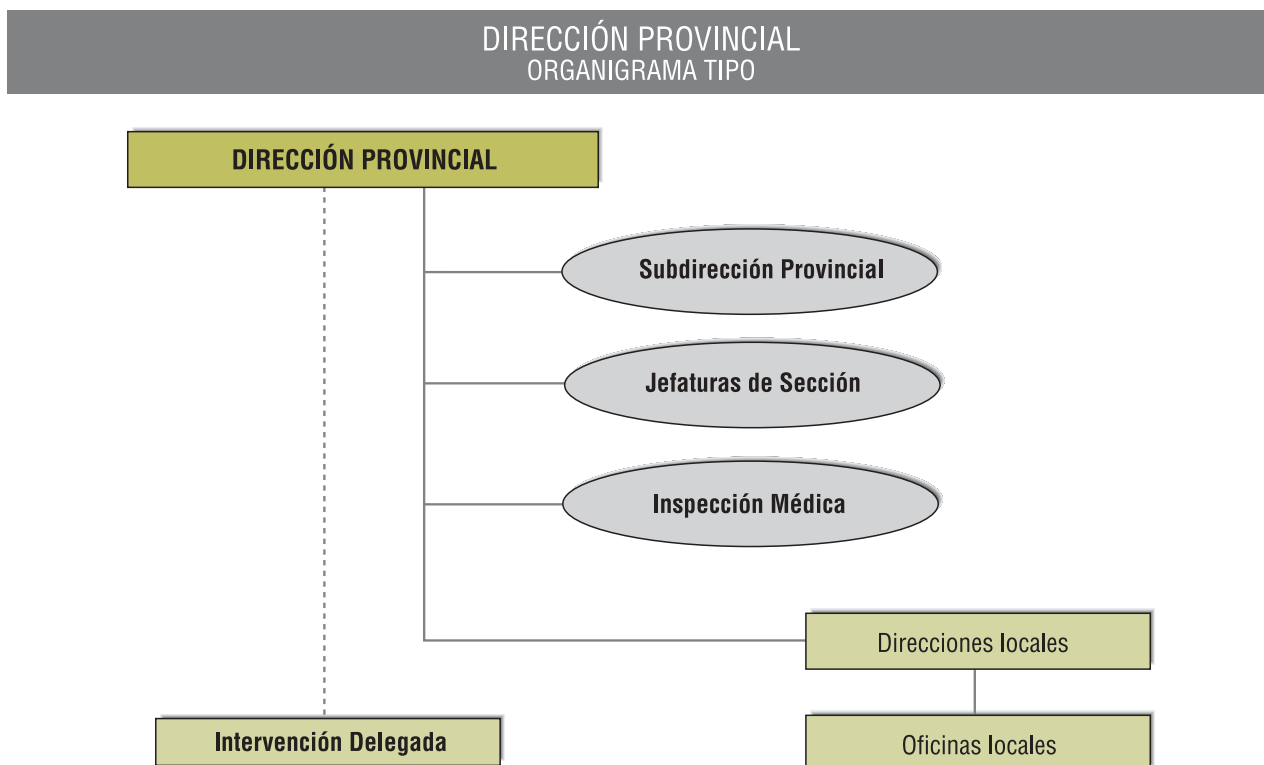 DIRECCIÓN PROVINCIAL
ORGANIGRAMA TIPO
DIRECCIÓN PROVINCIAL
Subdirección Provincial
Jefaturas de Sección
Inspección Médica
Direcciones locales
Intervención Delegada
Oficinas locales